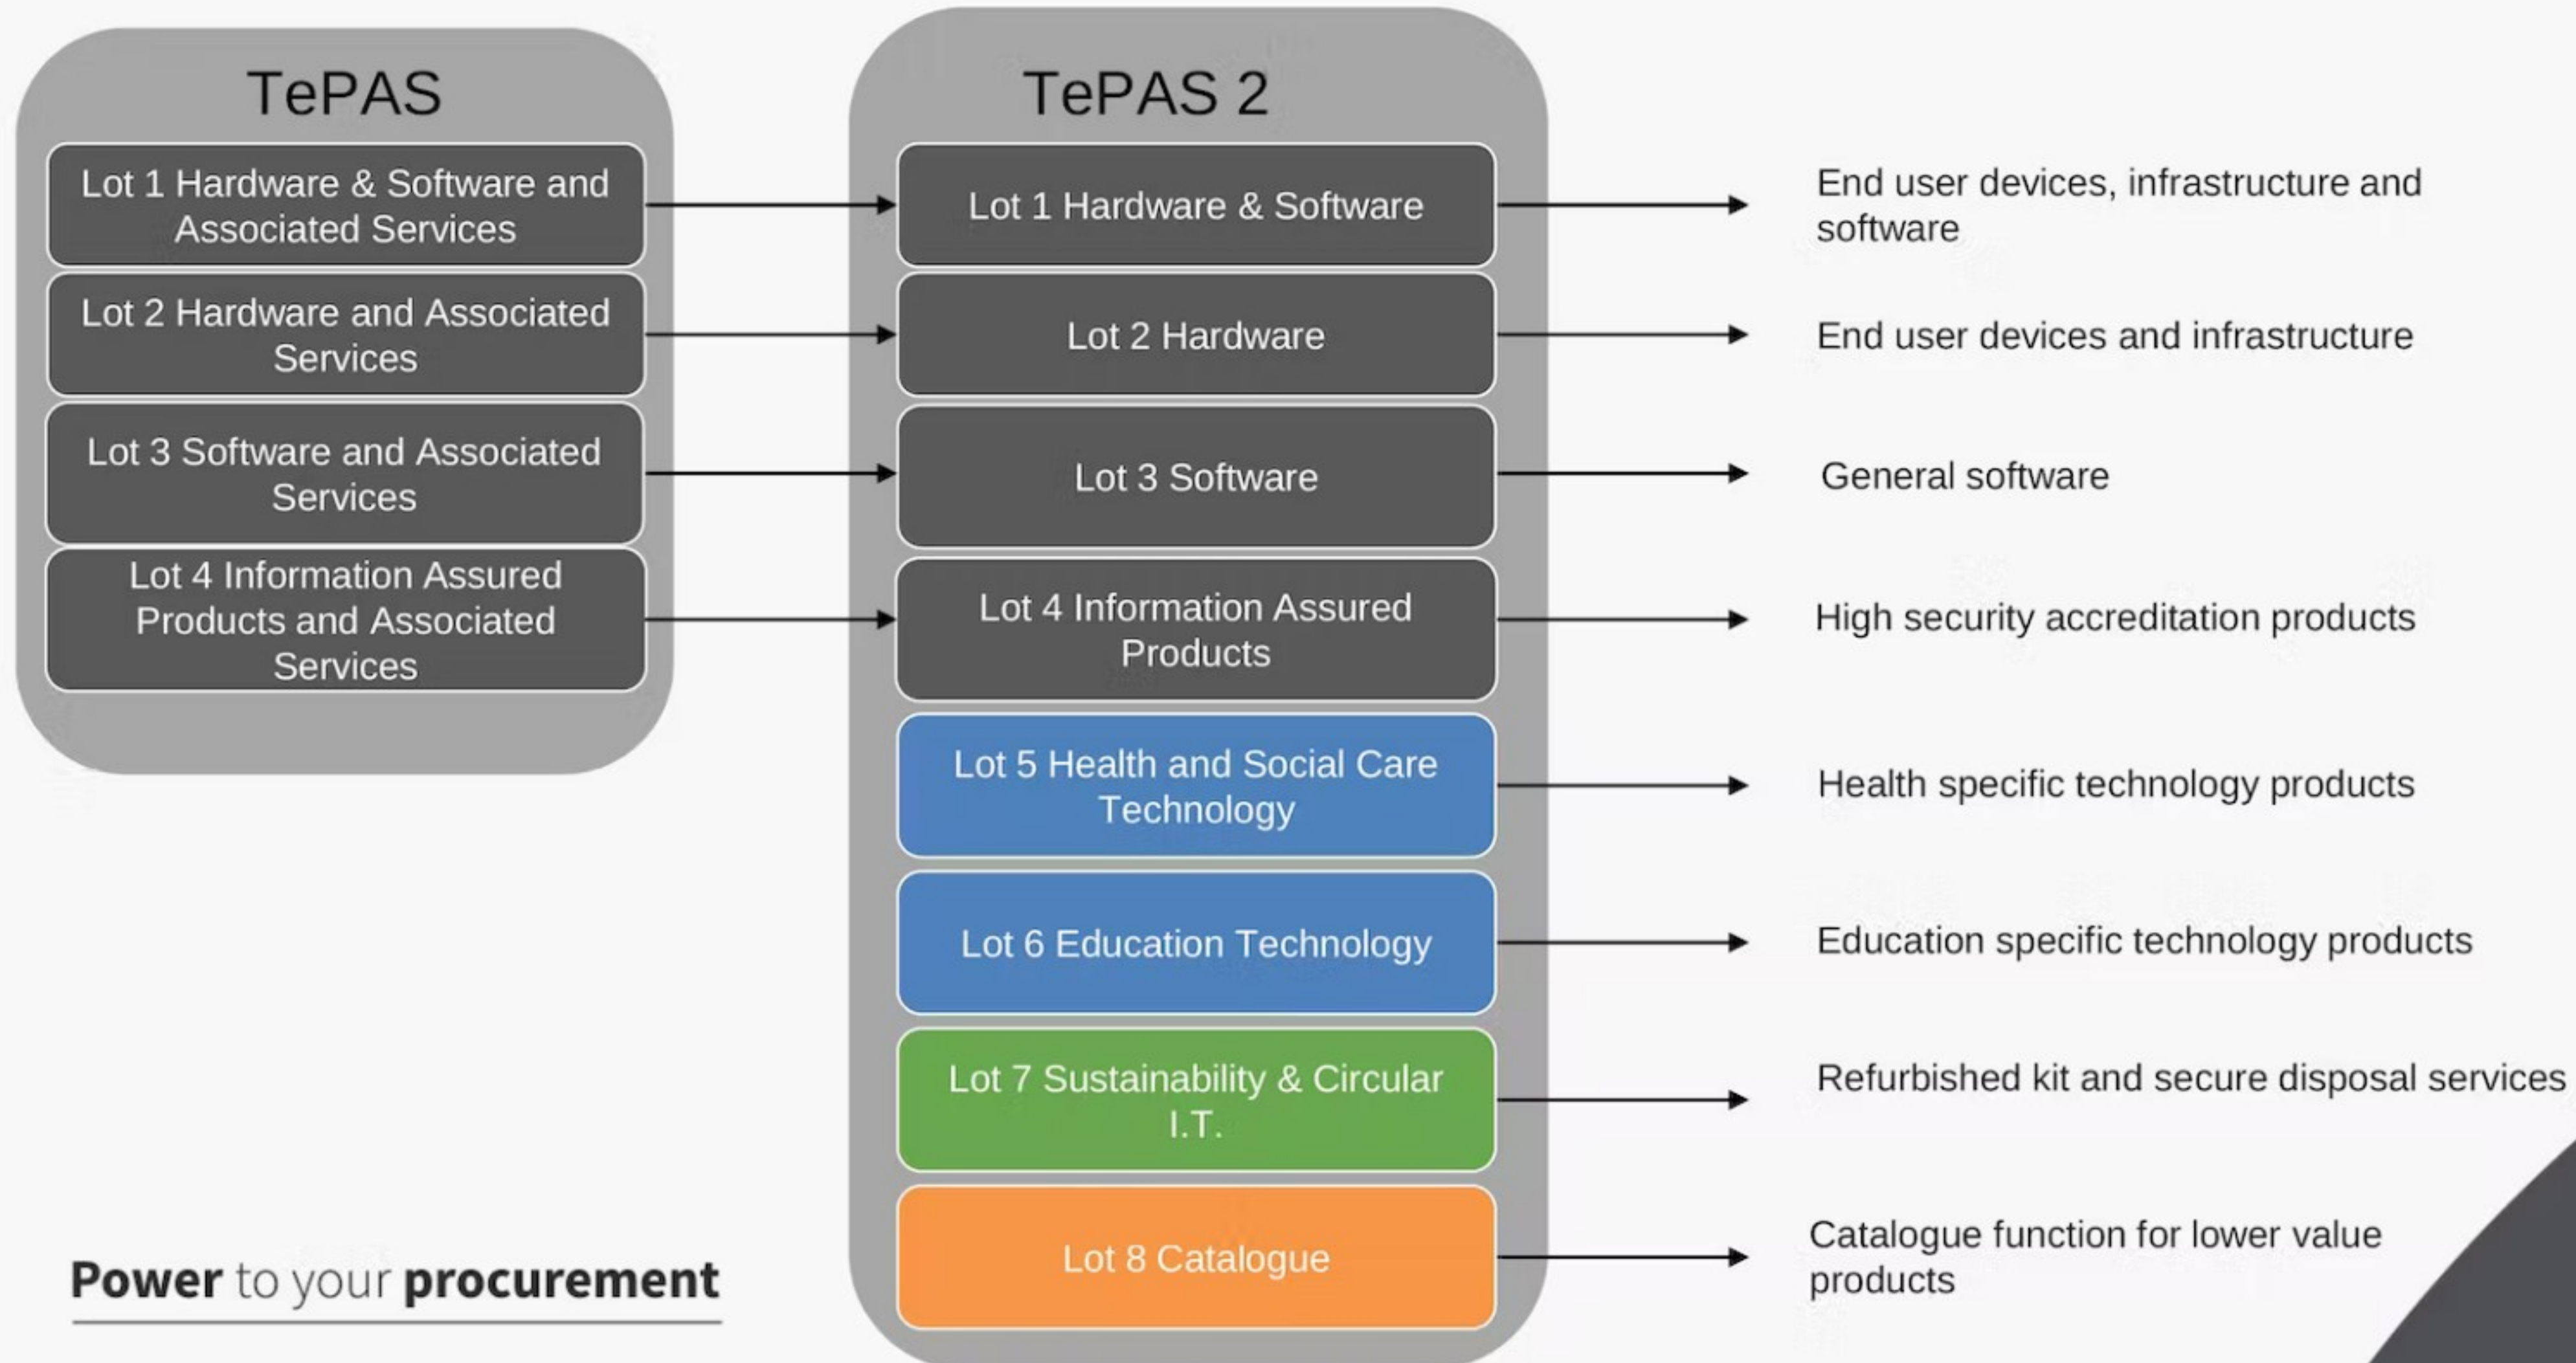 TePAS
Lot 1 Hardware & Software and
Associated Services
Lot 2 Hardware and Associated
Services
Lot 3 Software and Associated
Services
Lot 4 Information Assured
Products and Associated
Services
TePAS 2
Lot 1 Hardware & Software
Lot 2 Hardware
Lot 3 Software
Lot 4 Information Assured
Products
Lot 5 Health and Social Care
Technology
Lot 6 Education Technology
Lot 7 Sustainability & Circular
I.T.
Lot 8 Catalogue
End user devices, infrastructure and
software
End user devices and infrastructure
General software
High security accreditation products
Health specific technology products
Education specific technology products
Refurbished kit and secure disposal services
Catalogue function for lower value
products
Power to your procurement